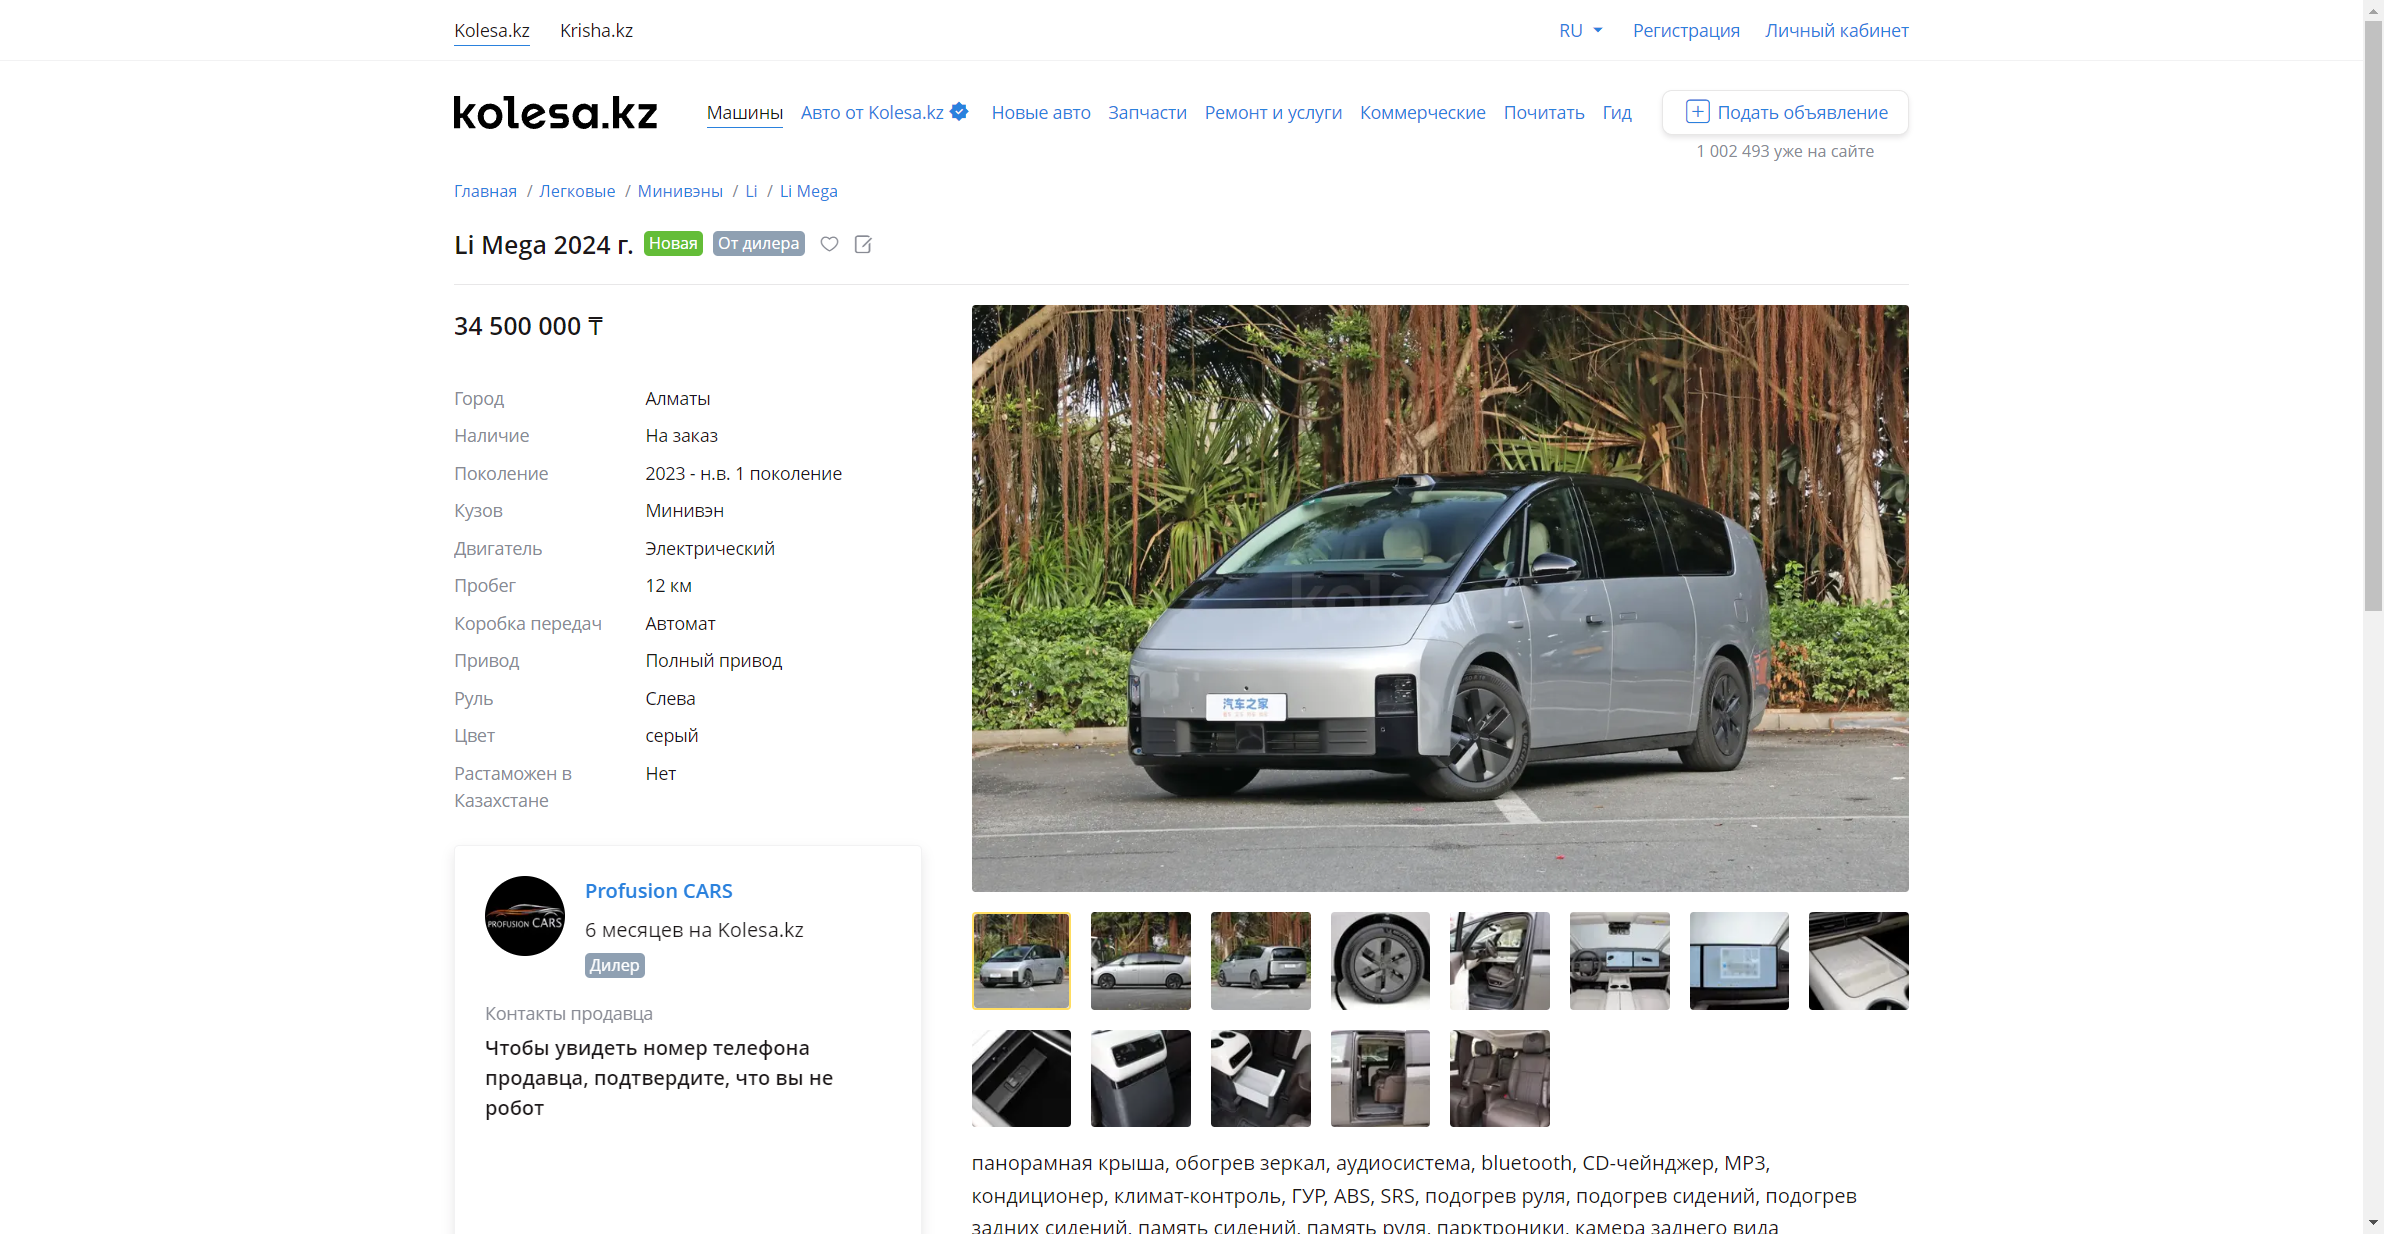 Kolesa.kz Krisha.kz RU Регистрация Личный кабинет
kolesa.kz Машины Авто от Kolesa.kz Новые авто Запчасти Ремонт и услуги Коммерческие Почитать Гид Подать объявление
1 002 493 уже на сайте
Главная / Легковые / Минивэны / Li / Li Mega
Li Mega 2024 г. Новая От дилера
34 500 000 ₸
Город Алматы
Наличие На заказ
Поколение 2023 - н.в. 1 поколение
Кузов Минивэн
Двигатель Электрический
Пробег 12 км
Коробка передач Автомат
Привод Полный привод
Руль Слева
Цвет серый
Растаможен в Нет
Казахстане
PROFUSION CARS
Profusion CARS
6 месяцев на Kolesa.kz
Дилер
Контакты продавца
Чтобы увидеть номер телефона
продавца, подтвердите, что вы не
робот
kolesa.kz
汽车之家
панорамная крыша, обогрев зеркал, аудиосистема, bluetooth, CD-чейнджер, MP3,
кондиционер, климат-контроль, ГУР, ABS, SRS, подогрев руля, подогрев сидений, подогрев
задних сидений, память сидений, память руля, парктроники, камера заднего вида